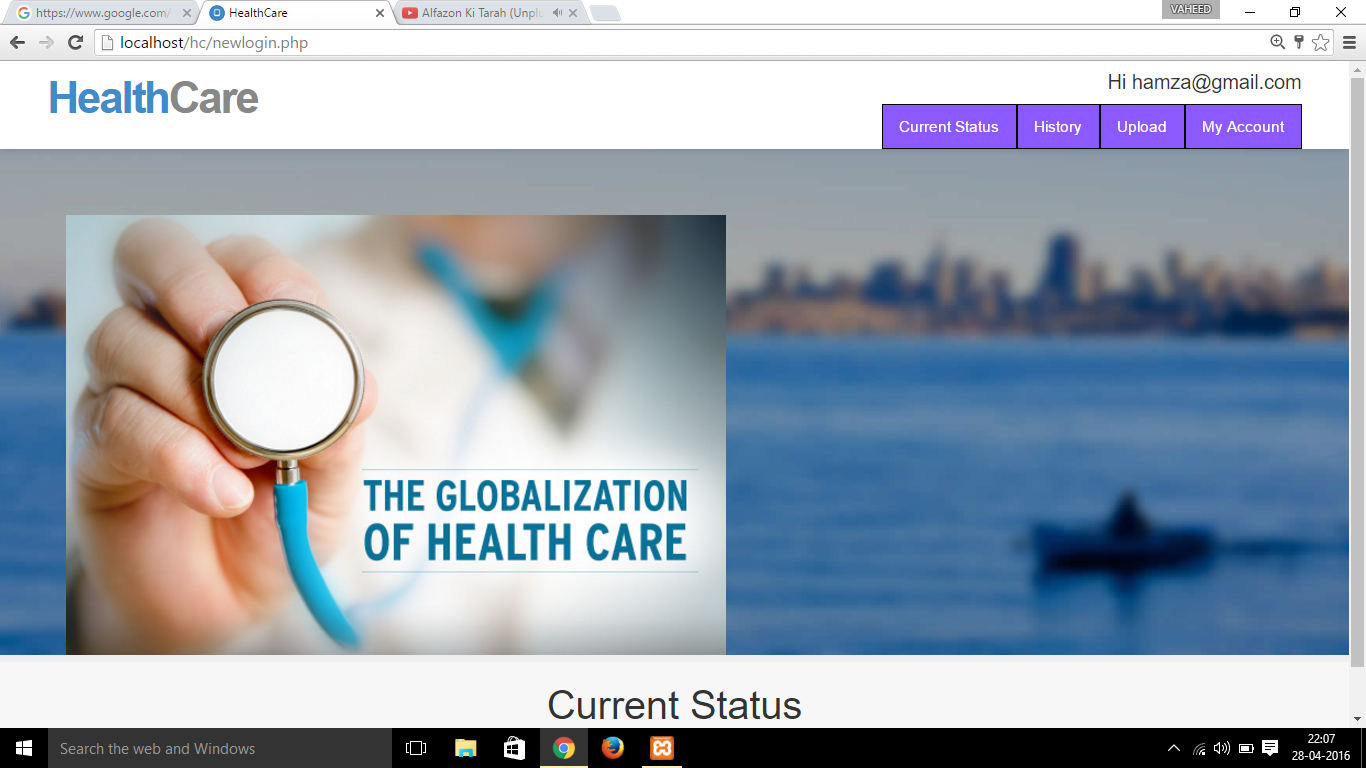 https://www.google.com/
HealthCare
Alfazon Ki Tarah (Unplu
VAHEED
localhost/hc/newlogin.php
HealthCare
Hi hamza@gmail.com
Current Status
History
Upload
My Account
THE GLOBALIZATION
OF HEALTH CARE
Current Status
Search the web and Windows
22:07
28-04-2016